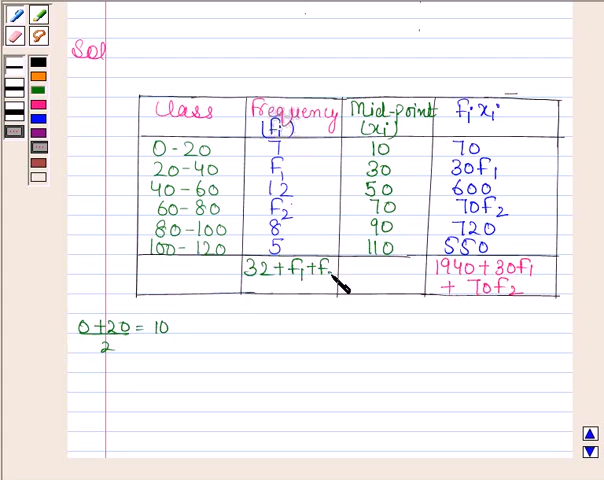 Sol
Class Frequency (fi) Mid-point (xi) fi xi
0-20 7 10 70
20-40 f1 30 30f1
40-60 12 50 600
60-80 f2 70 70f2
80-100 8 90 720
100-120 5 110 550
32+f1+f 1940+30f1
+ 70f2
0+20 = 10
2